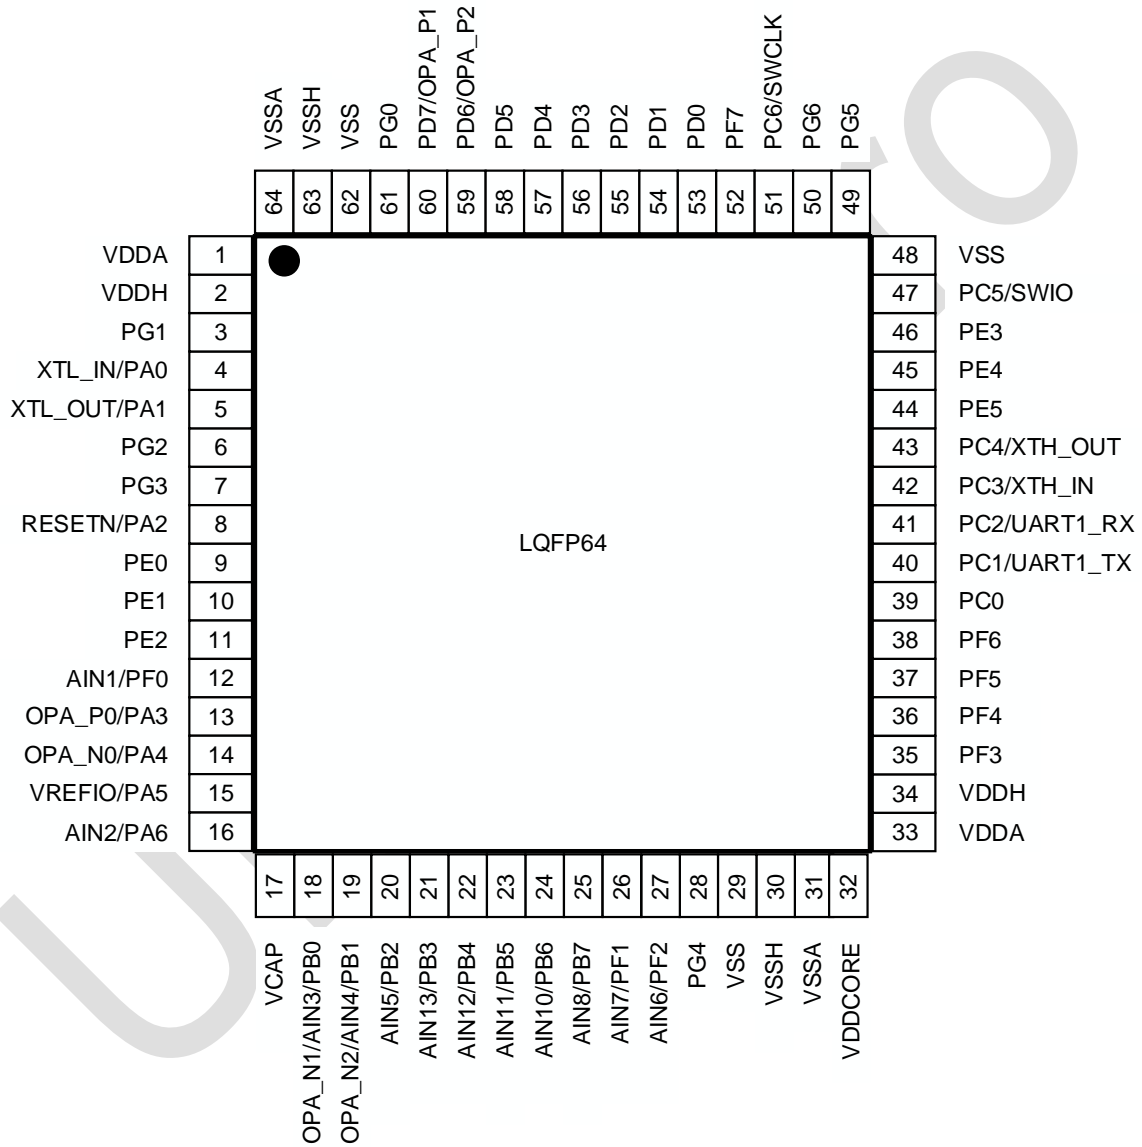 VSSA
VSSH
VSS
PG0
PD7/OPA_P1
PD6/OPA_P2
PD5
PD4
PD3
PD2
PD1
PD0
PF7
PC6/SWCLK
PG6
PG5
64 63 62 61 60 59 58 57 56 55 54 53 52 51 50 49
VDDA 1 48 VSS
VDDH 2 47 PC5/SWIO
PG1 3 46 PE3
XTL_IN/PA0 4 45 PE4
XTL_OUT/PA1 5 44 PE5
PG2 6 43 PC4/XTH_OUT
PG3 7 42 PC3/XTH_IN
RESETN/PA2 8 41 PC2/UART1_RX
LQFP64
PE0 9 40 PC1/UART1_TX
PE1 10 39 PC0
PE2 11 38 PF6
AIN1/PF0 12 37 PF5
OPA_P0/PA3 13 36 PF4
OPA_N0/PA4 14 35 PF3
VREFIO/PA5 15 34 VDDH
AIN2/PA6 16 33 VDDA
17 18 19 20 21 22 23 24 25 26 27 28 29 30 31 32
VCAP
OPA_N1/AIN3/PB0
OPA_N2/AIN4/PB1
AIN5/PB2
AIN13/PB3
AIN12/PB4
AIN11/PB5
AIN10/PB6
AIN8/PB7
AIN7/PF1
AIN6/PF2
PG4
VSS
VSSH
VSSA
VDDCORE